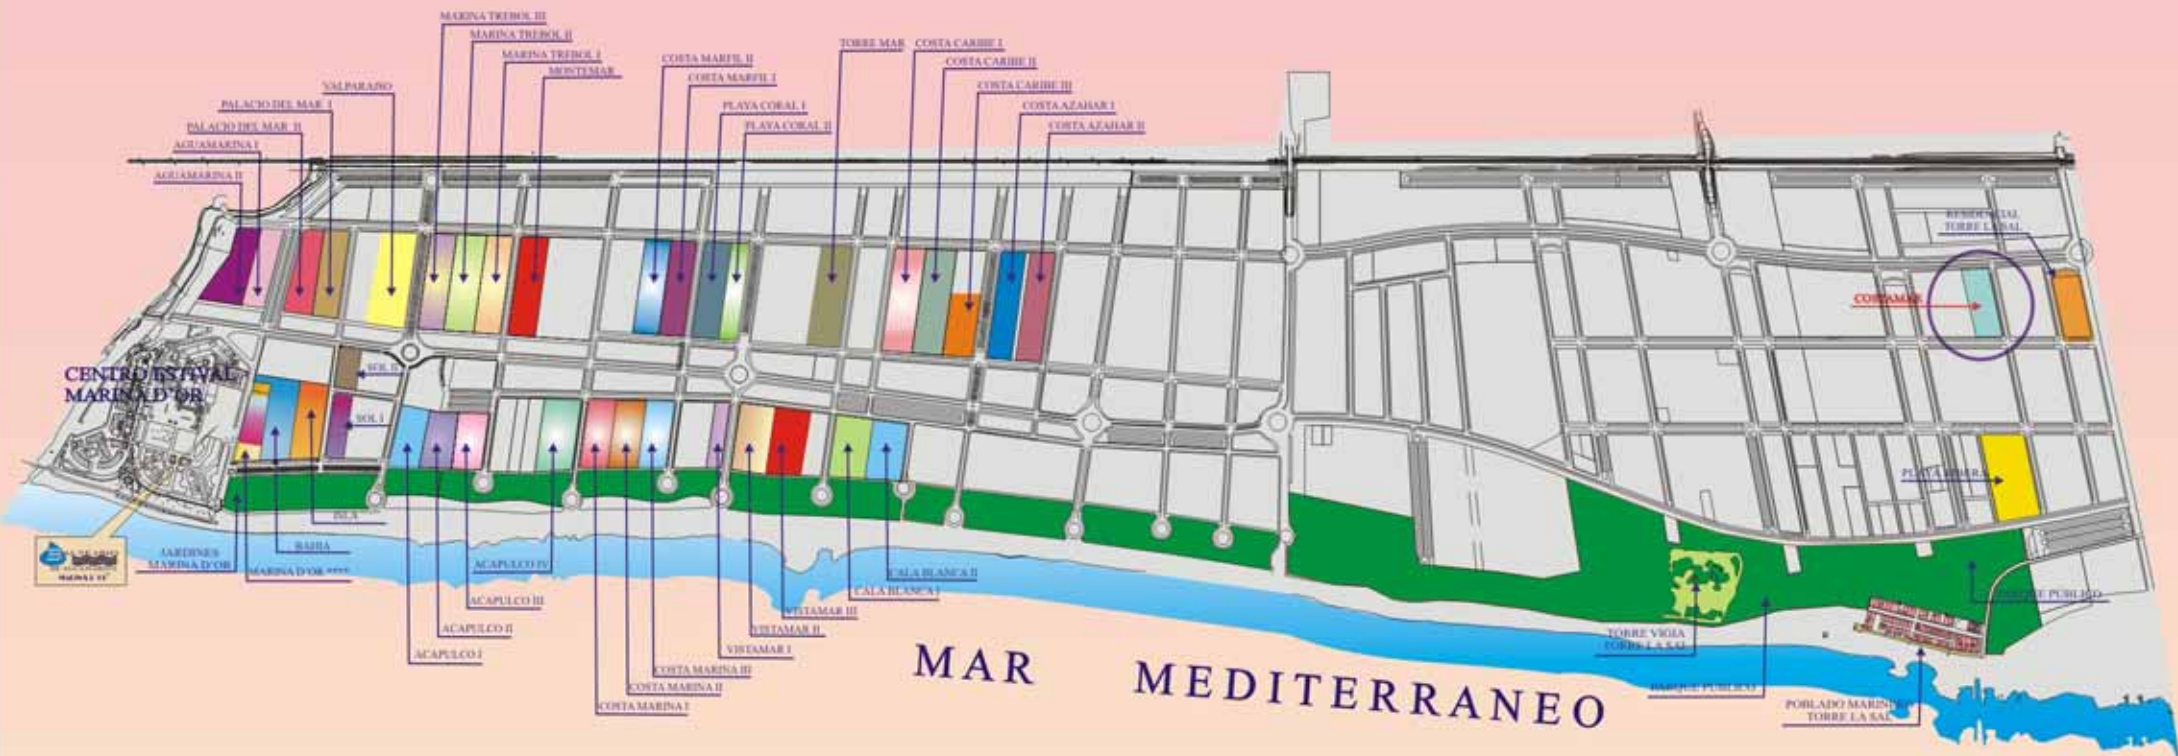 MARINA TREBOL III
MARINA TREBOL II
MARINA TREBOL I
MONTEMAR
VALPARAISO
PALACIO DEL MAR I
PALACIO DEL MAR II
AGUAMARINA I
AGUAMARINA II
COSTA MARFIL II
COSTA MARFIL I
PLAYA CORAL I
PLAYA CORAL II
TORRE MAR
COSTA CARIBE I
COSTA CARIBE II
COSTA CARIBE III
COSTA AZAHAR I
COSTA AZAHAR II
RESIDENCIAL
TORRE LA SAL
COSTAMAR
CENTRO ESTIVAL
MARINA D'OR
SOL II
SOL I
ISLA
BAHIA
JARDINES
MARINA D'OR
MARINA D'OR ****
ACAPULCO IV
ACAPULCO III
ACAPULCO II
ACAPULCO I
CALA BLANCA II
CALA BLANCA I
VISTAMAR III
VISTAMAR II
VISTAMAR I
COSTA MARINA III
COSTA MARINA II
COSTA MARINA I
PLAYA
PARQUE PUBLICO
TORRE VIGIA
TORRE LA SAL
PARQUE PUBLICO
POBLADO MARINERO
TORRE LA SAL
MAR MEDITERRANEO